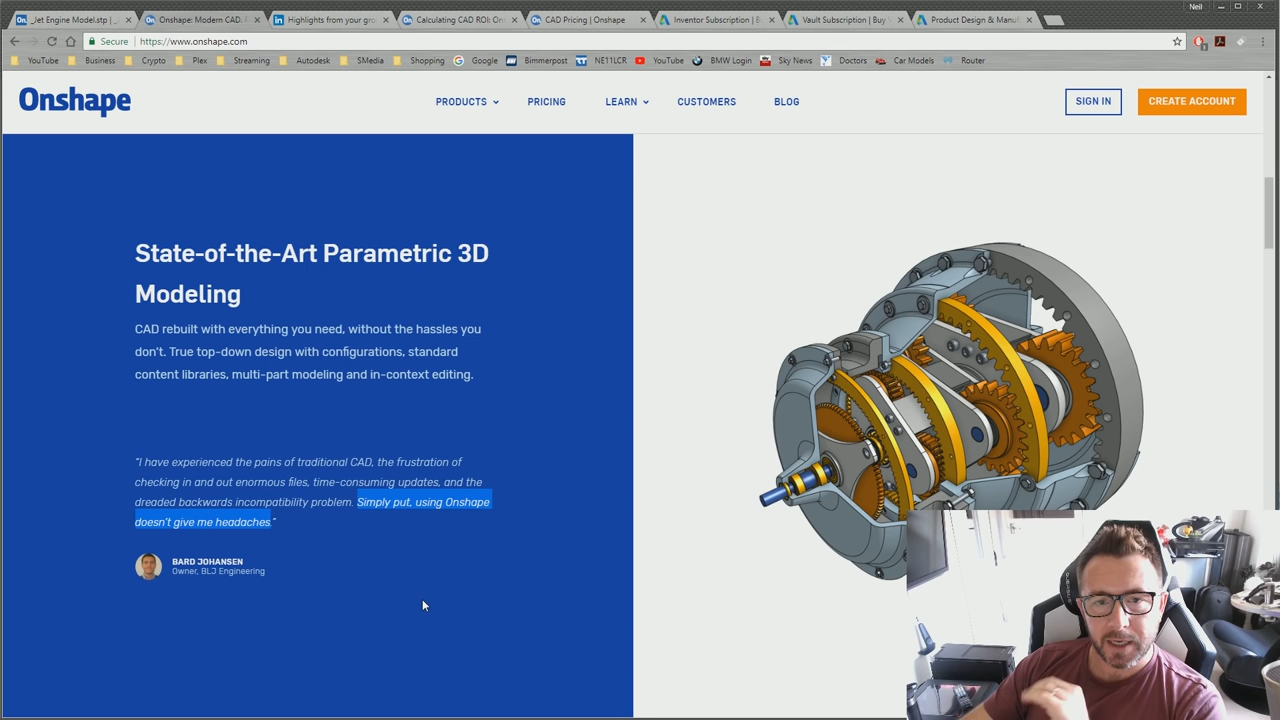 Neil
_Jet Engine Model.stp | _
Onshape: Modern CAD. A
Highlights from your gro
Calculating CAD ROI: Ons
CAD Pricing | Onshape
Inventor Subscription | B
Vault Subscription | Buy V
Product Design & Manuf
Secure | https://www.onshape.com
YouTube Business Crypto Plex Streaming Autodesk SMedia Shopping Google Bimmerpost NE11LCR YouTube BMW Login Sky News Doctors Car Models Router
Onshape
PRODUCTS PRICING LEARN CUSTOMERS BLOG
SIGN IN
CREATE ACCOUNT
State-of-the-Art Parametric 3D
Modeling
CAD rebuilt with everything you need, without the hassles you
don't. True top-down design with configurations, standard
content libraries, multi-part modeling and in-context editing.
"I have experienced the pains of traditional CAD, the frustration of
checking in and out enormous files, time-consuming updates, and the
dreaded backwards incompatibility problem. Simply put, using Onshape
doesn't give me headaches."
BARD JOHANSEN
Owner, BLJ Engineering